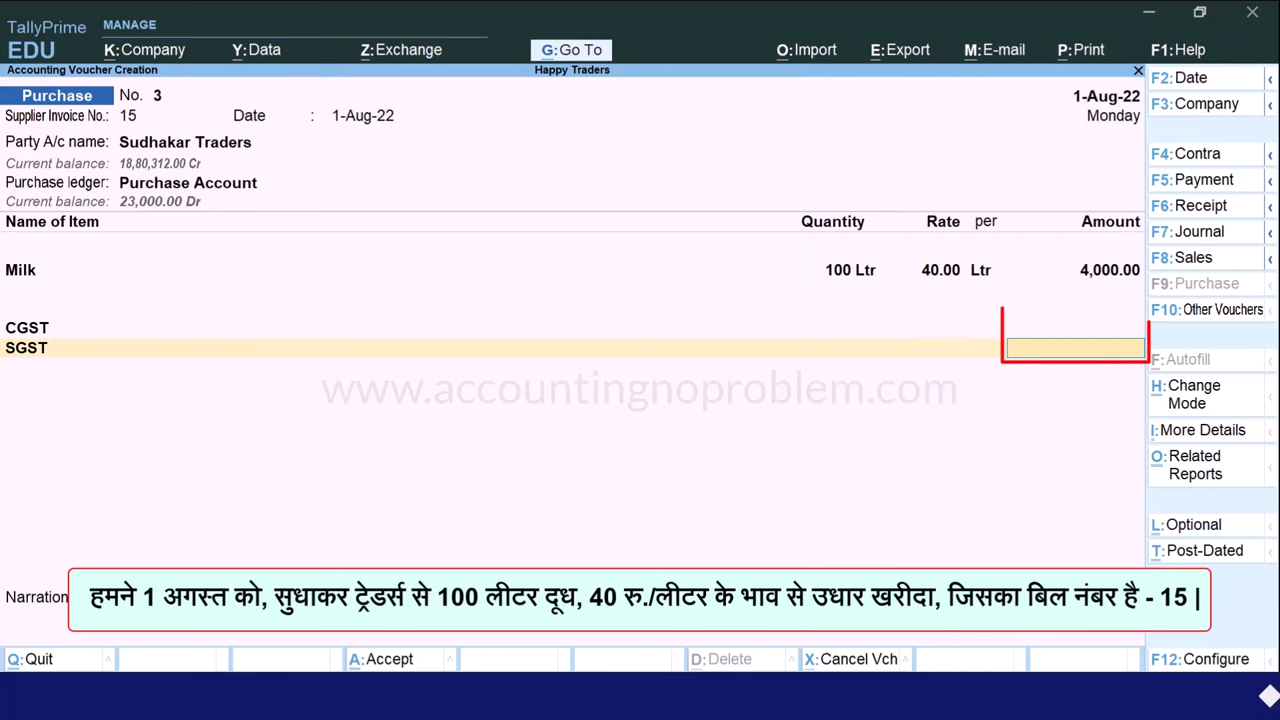 TallyPrime MANAGE
EDU K:Company Y:Data Z:Exchange G:Go To O:Import E:Export M:E-mail P:Print F1:Help
Accounting Voucher Creation Happy Traders
Purchase No. 3 1-Aug-22
Supplier Invoice No.: 15 Date : 1-Aug-22 Monday
Party A/c name: Sudhakar Traders
Current balance: 18,80,312.00 Cr
Purchase ledger: Purchase Account
Current balance: 23,000.00 Dr
Name of Item Quantity Rate per Amount
Milk 100 Ltr 40.00 Ltr 4,000.00
CGST
SGST
www.accountingnoproblem.com
Narration
हमने 1 अगस्त को, सुधाकर ट्रेडर्स से 100 लीटर दूध, 40 रु./लीटर के भाव से उधार खरीदा, जिसका बिल नंबर है - 15 |
F2:Date
F3:Company
F4:Contra
F5:Payment
F6:Receipt
F7:Journal
F8:Sales
F9:Purchase
F10:Other Vouchers
F:Autofill
H:Change
Mode
I:More Details
O:Related
Reports
L:Optional
T:Post-Dated
Q:Quit A:Accept D:Delete X:Cancel Vch F12:Configure